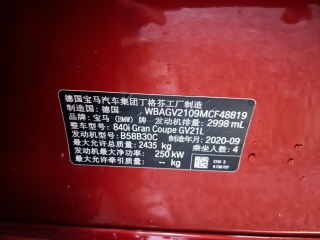 德国宝马汽车集团丁格芬工厂制造
制造国：德国 WBAGV2109MCF48819
品牌：宝马（BMW）牌 发动机排量：2998 mL
整车型号：840i Gran Coupe GV21L
发动机型号：B58B30C 制造年月：2020-09
最大允许总质量：2435 kg 乘坐人数：4
发动机最大净功率：250 kW
最大允许牵引质量：- kg